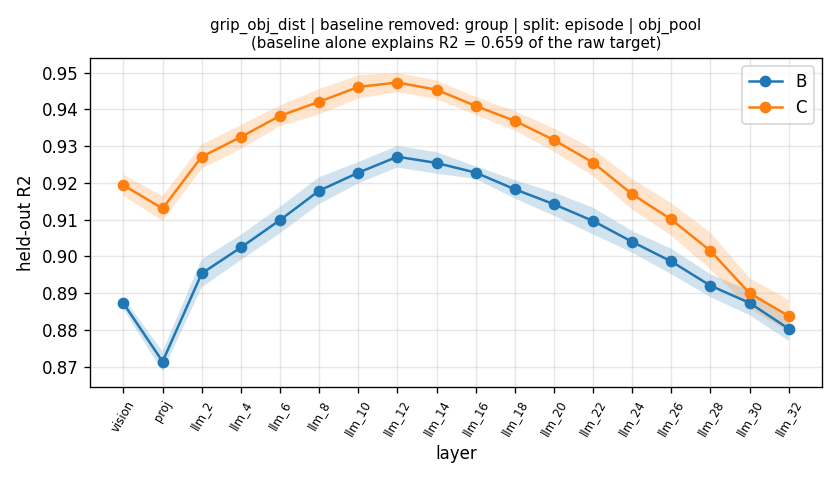 grip_obj_dist | baseline removed: group | split: episode | obj_pool
(baseline alone explains R2 = 0.659 of the raw target)
B
C
held-out R2
0.95
0.94
0.93
0.92
0.91
0.90
0.89
0.88
0.87
vision
proj
llm_2
llm_4
llm_6
llm_8
llm_10
llm_12
llm_14
llm_16
llm_18
llm_20
llm_22
llm_24
llm_26
llm_28
llm_30
llm_32
layer